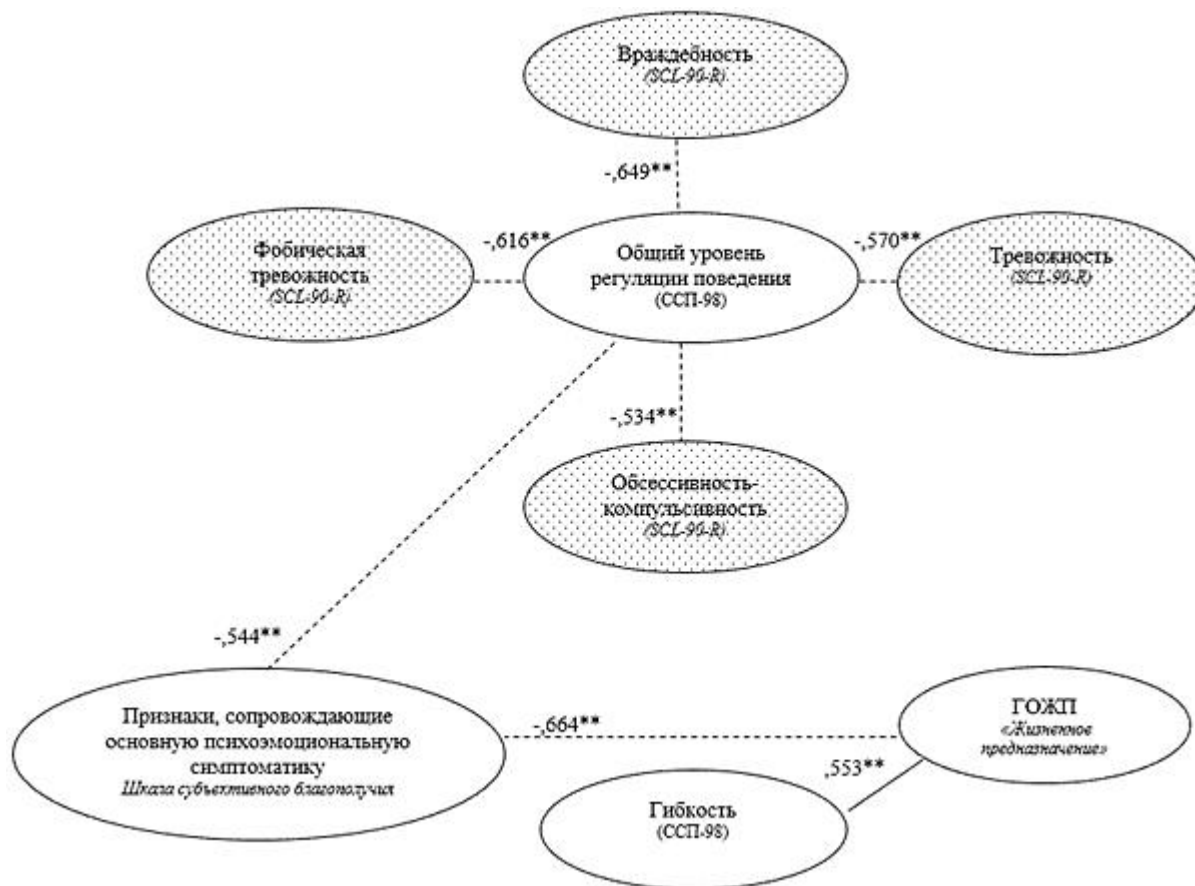 Враждебность
(SCL-90-R)
-,649**
Фобическая
тревожность
(SCL-90-R)
-,616**
Общий уровень
регуляции поведения
(ССП-98)
-,570**
Тревожность
(SCL-90-R)
-,534**
Обсессивность-
компульсивность
(SCL-90-R)
-,544**
Признаки, сопровождающие
основную психоэмоциональную
симптоматику
Шкала субъективного благополучия
-,664**
ГОЖП
«Жизненное
предназначение»
,553**
Гибкость
(ССП-98)